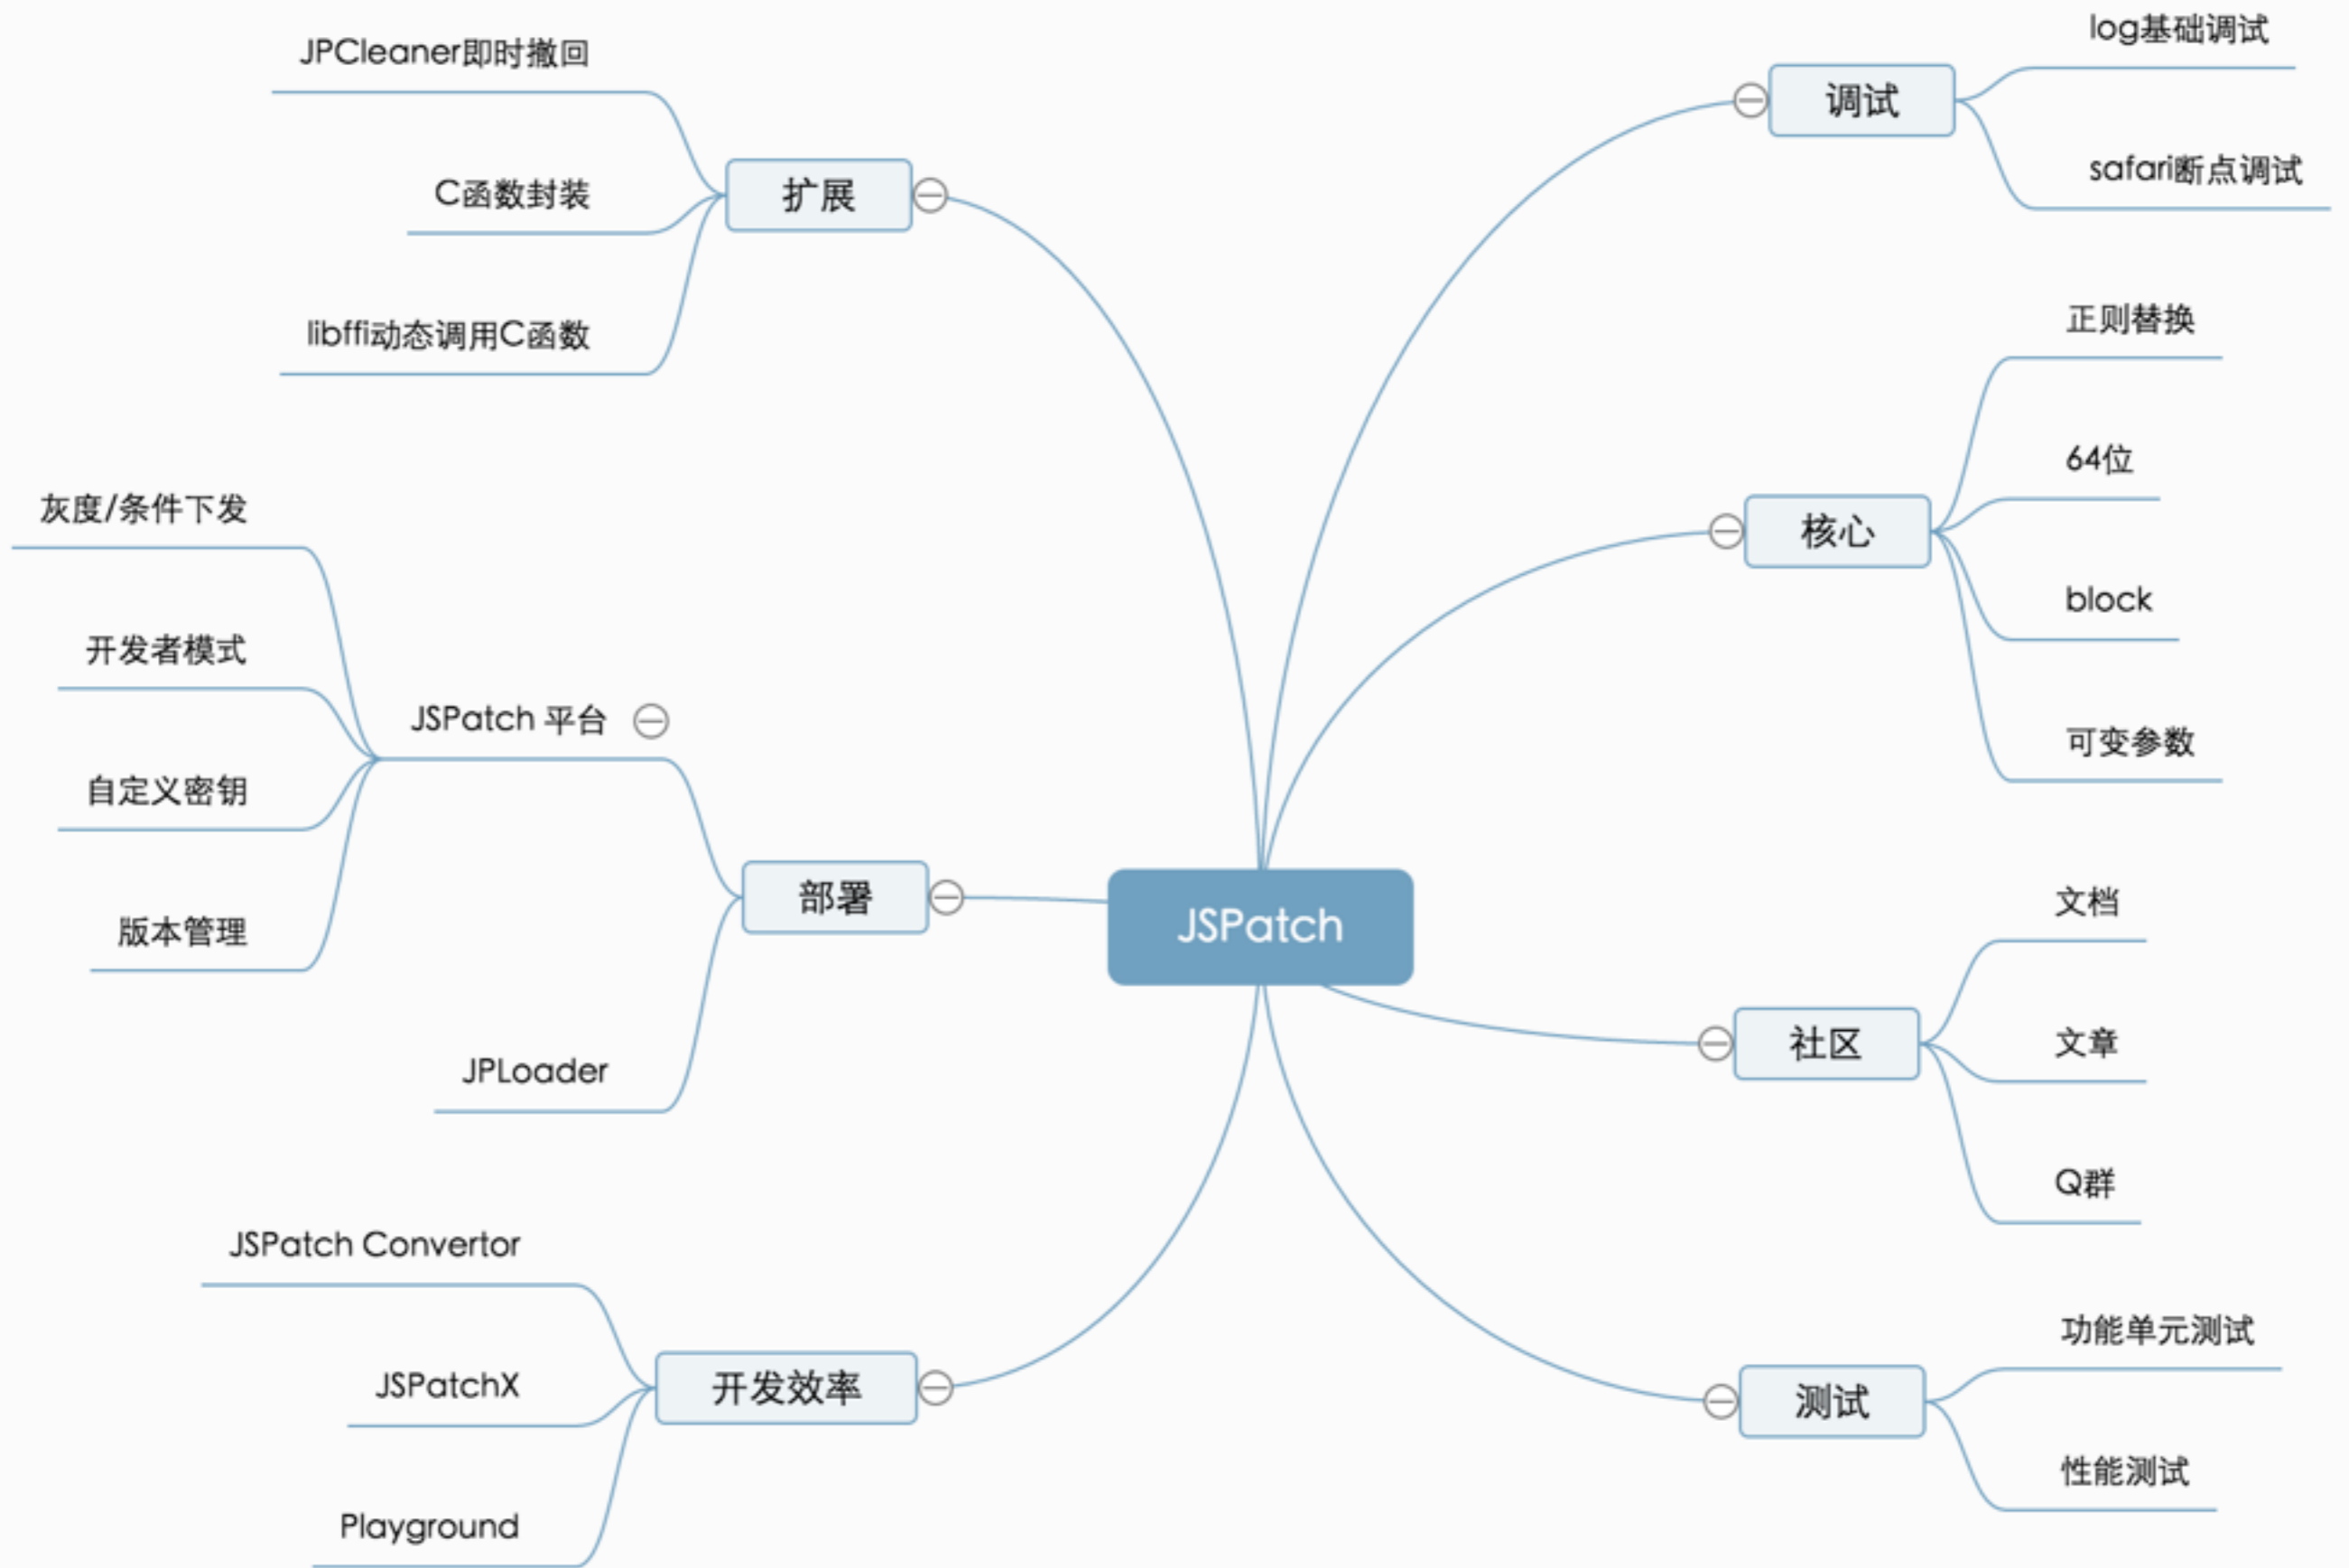 JSPatch
扩展
JPCleaner即时撤回
C函数封装
libffi动态调用C函数
部署
JSPatch 平台
灰度/条件下发
开发者模式
自定义密钥
版本管理
JPLoader
开发效率
JSPatch Convertor
JSPatchX
Playground
调试
log基础调试
safari断点调试
核心
正则替换
64位
block
可变参数
社区
文档
文章
Q群
测试
功能单元测试
性能测试